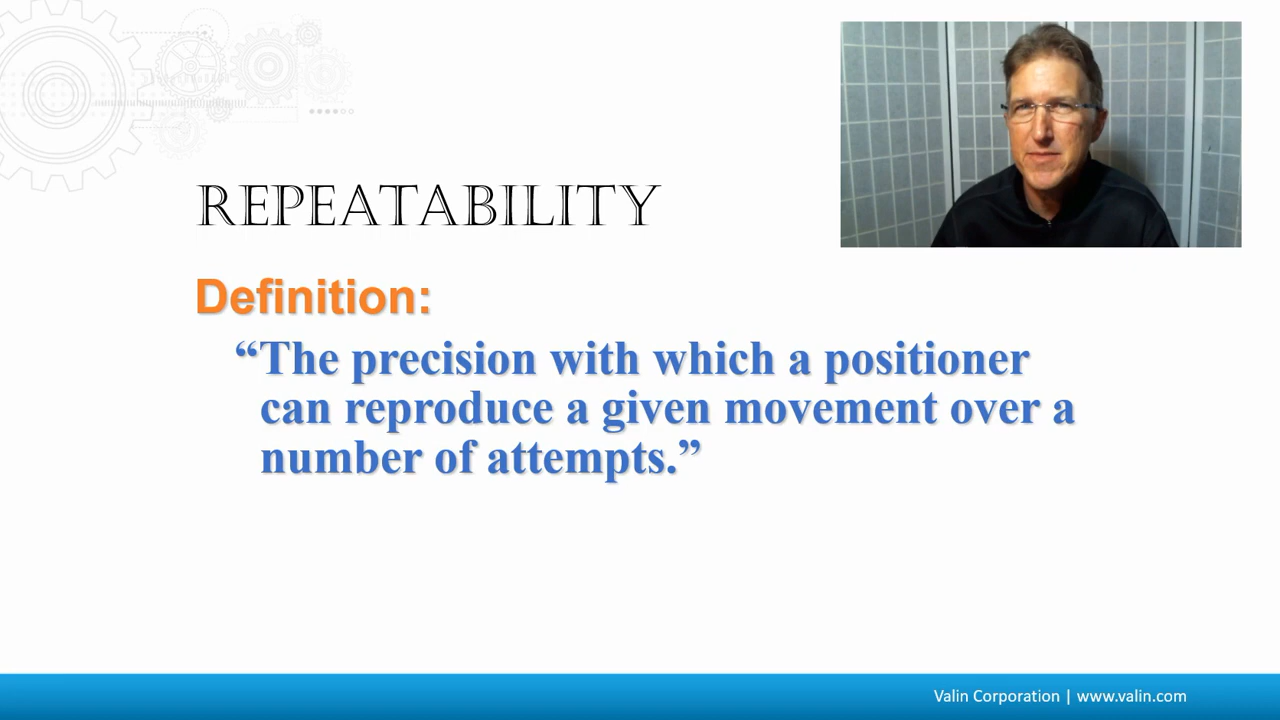 REPEATABILITY
Definition:
“The precision with which a positioner
can reproduce a given movement over a
number of attempts.”
Valin Corporation | www.valin.com